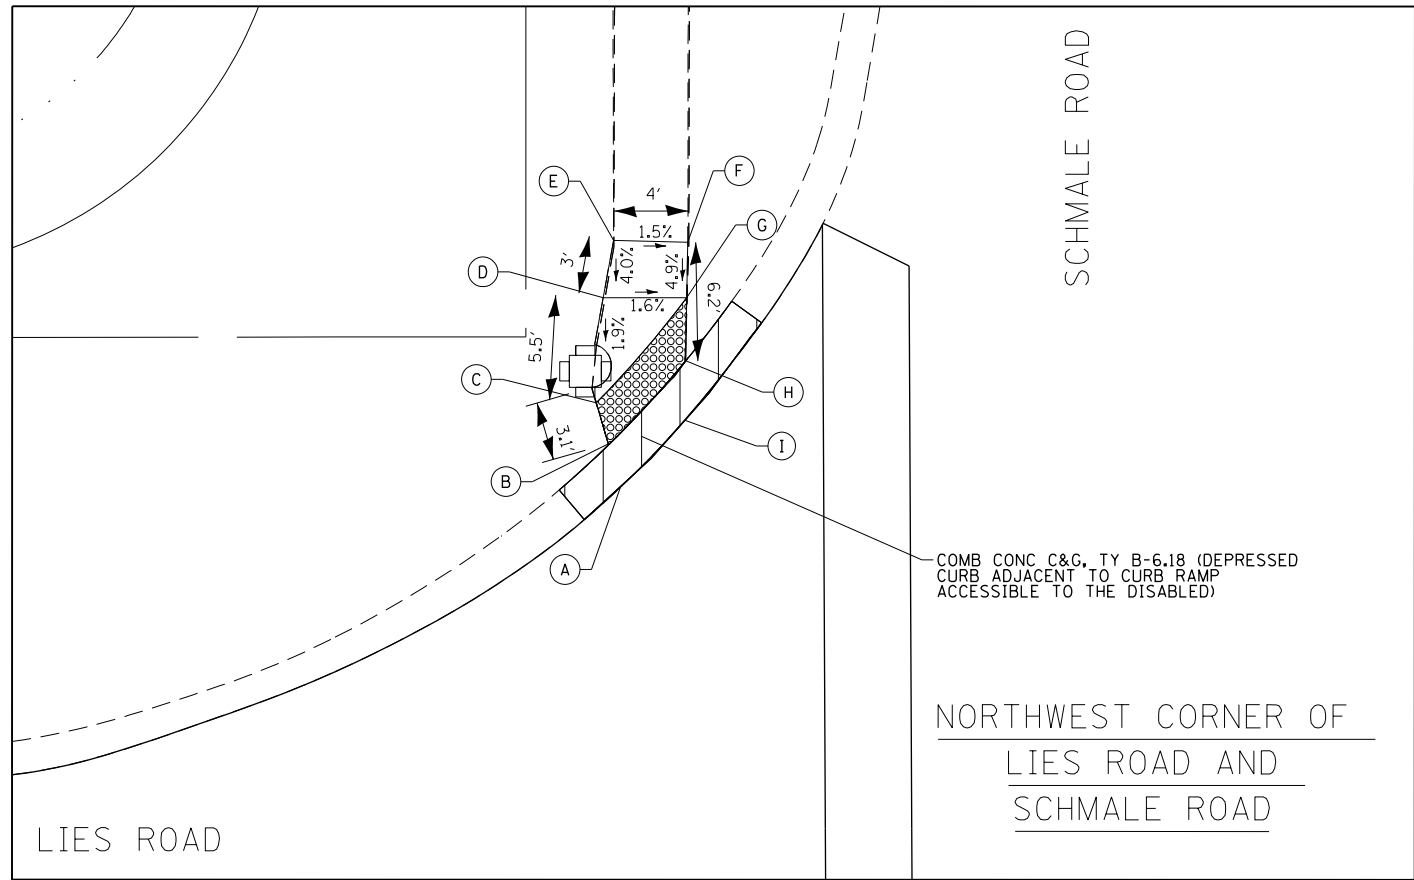 SCHMALE ROAD
E
F
4'
G
1.5%
3'
4.0%
4.9%
D
6.2'
1.6%
1.9%
5.5'
C
H
3.1'
I
B
A
COMB CONC C&G, TY B-6.18 (DEPRESSED
CURB ADJACENT TO CURB RAMP
ACCESSIBLE TO THE DISABLED)
NORTHWEST CORNER OF
LIES ROAD AND
SCHMALE ROAD
LIES ROAD